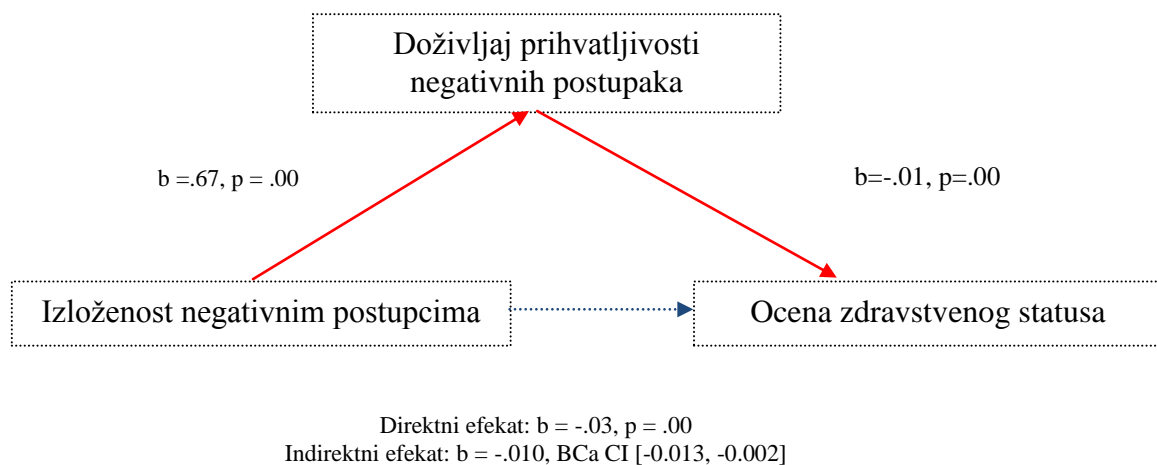 Doživljaj prihvatljivosti
negativnih postupaka
b =.67, p = .00
b=-.01, p=.00
Izloženost negativnim postupcima
Ocena zdravstvenog statusa
Direktni efekat: b = -.03, p = .00
Indirektni efekat: b = -.010, BCa CI [-0.013, -0.002]